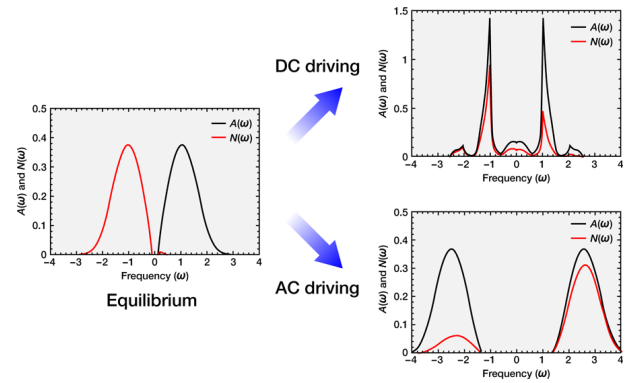 DC driving
1.5
1
0.5
0
A(ω) and N(ω)
A(ω)
N(ω)
−4 −3 −2 −1 0 1 2 3 4
Frequency (ω)
0.5
0.4
0.3
0.2
0.1
0
A(ω) and N(ω)
A(ω)
N(ω)
−4 −3 −2 −1 0 1 2 3 4
Frequency (ω)
Equilibrium
AC driving
0.5
0.4
0.3
0.2
0.1
0
A(ω) and N(ω)
A(ω)
N(ω)
−4 −3 −2 −1 0 1 2 3 4
Frequency (ω)